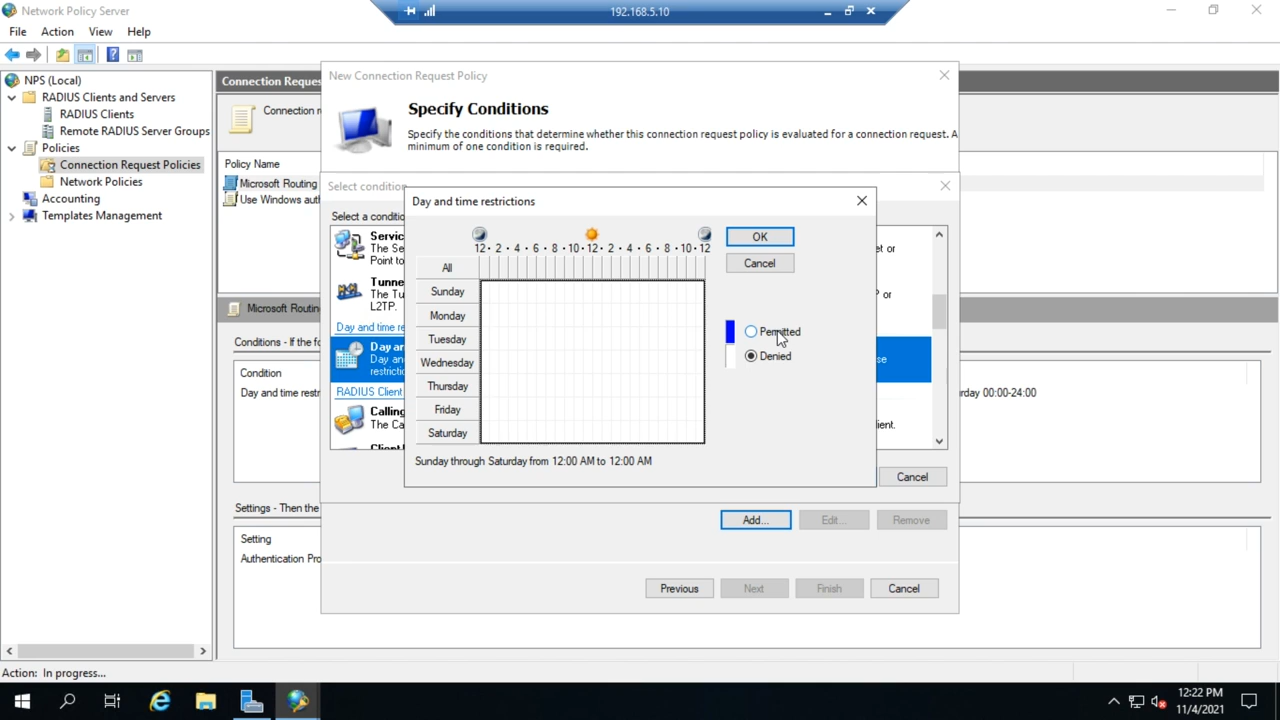 Network Policy Server
192.168.5.10
File Action View Help
NPS (Local)
RADIUS Clients and Servers
RADIUS Clients
Remote RADIUS Server Groups
Policies
Connection Request Policies
Network Policies
Accounting
Templates Management
Connection Reques
Connection r
Policy Name
Microsoft Routing
Use Windows aut
Microsoft Routin
Conditions - If the fo
Condition
Day and time restr
rday 00:00-24:00
Settings - Then the
Setting
Authentication Pro
New Connection Request Policy
Specify Conditions
Specify the conditions that determine whether this connection request policy is evaluated for a connection request. A
minimum of one condition is required.
Select condition
Select a conditio
Servic
The Se
Point to
et or
Tunne
The Tu
L2TP.
P or
Day and time re
Day ar
Day an
restricti
se
RADIUS Client
Calling
The Ca
ient.
Cancel
Day and time restrictions
12 · 2 · 4 · 6 · 8 · 10 · 12 · 2 · 4 · 6 · 8 · 10 · 12
All
Sunday
Monday
Tuesday
Wednesday
Thursday
Friday
Saturday
OK
Cancel
Permitted
Denied
Sunday through Saturday from 12:00 AM to 12:00 AM
Add... Edit... Remove
Previous Next Finish Cancel
Action: In progress...
12:22 PM
11/4/2021